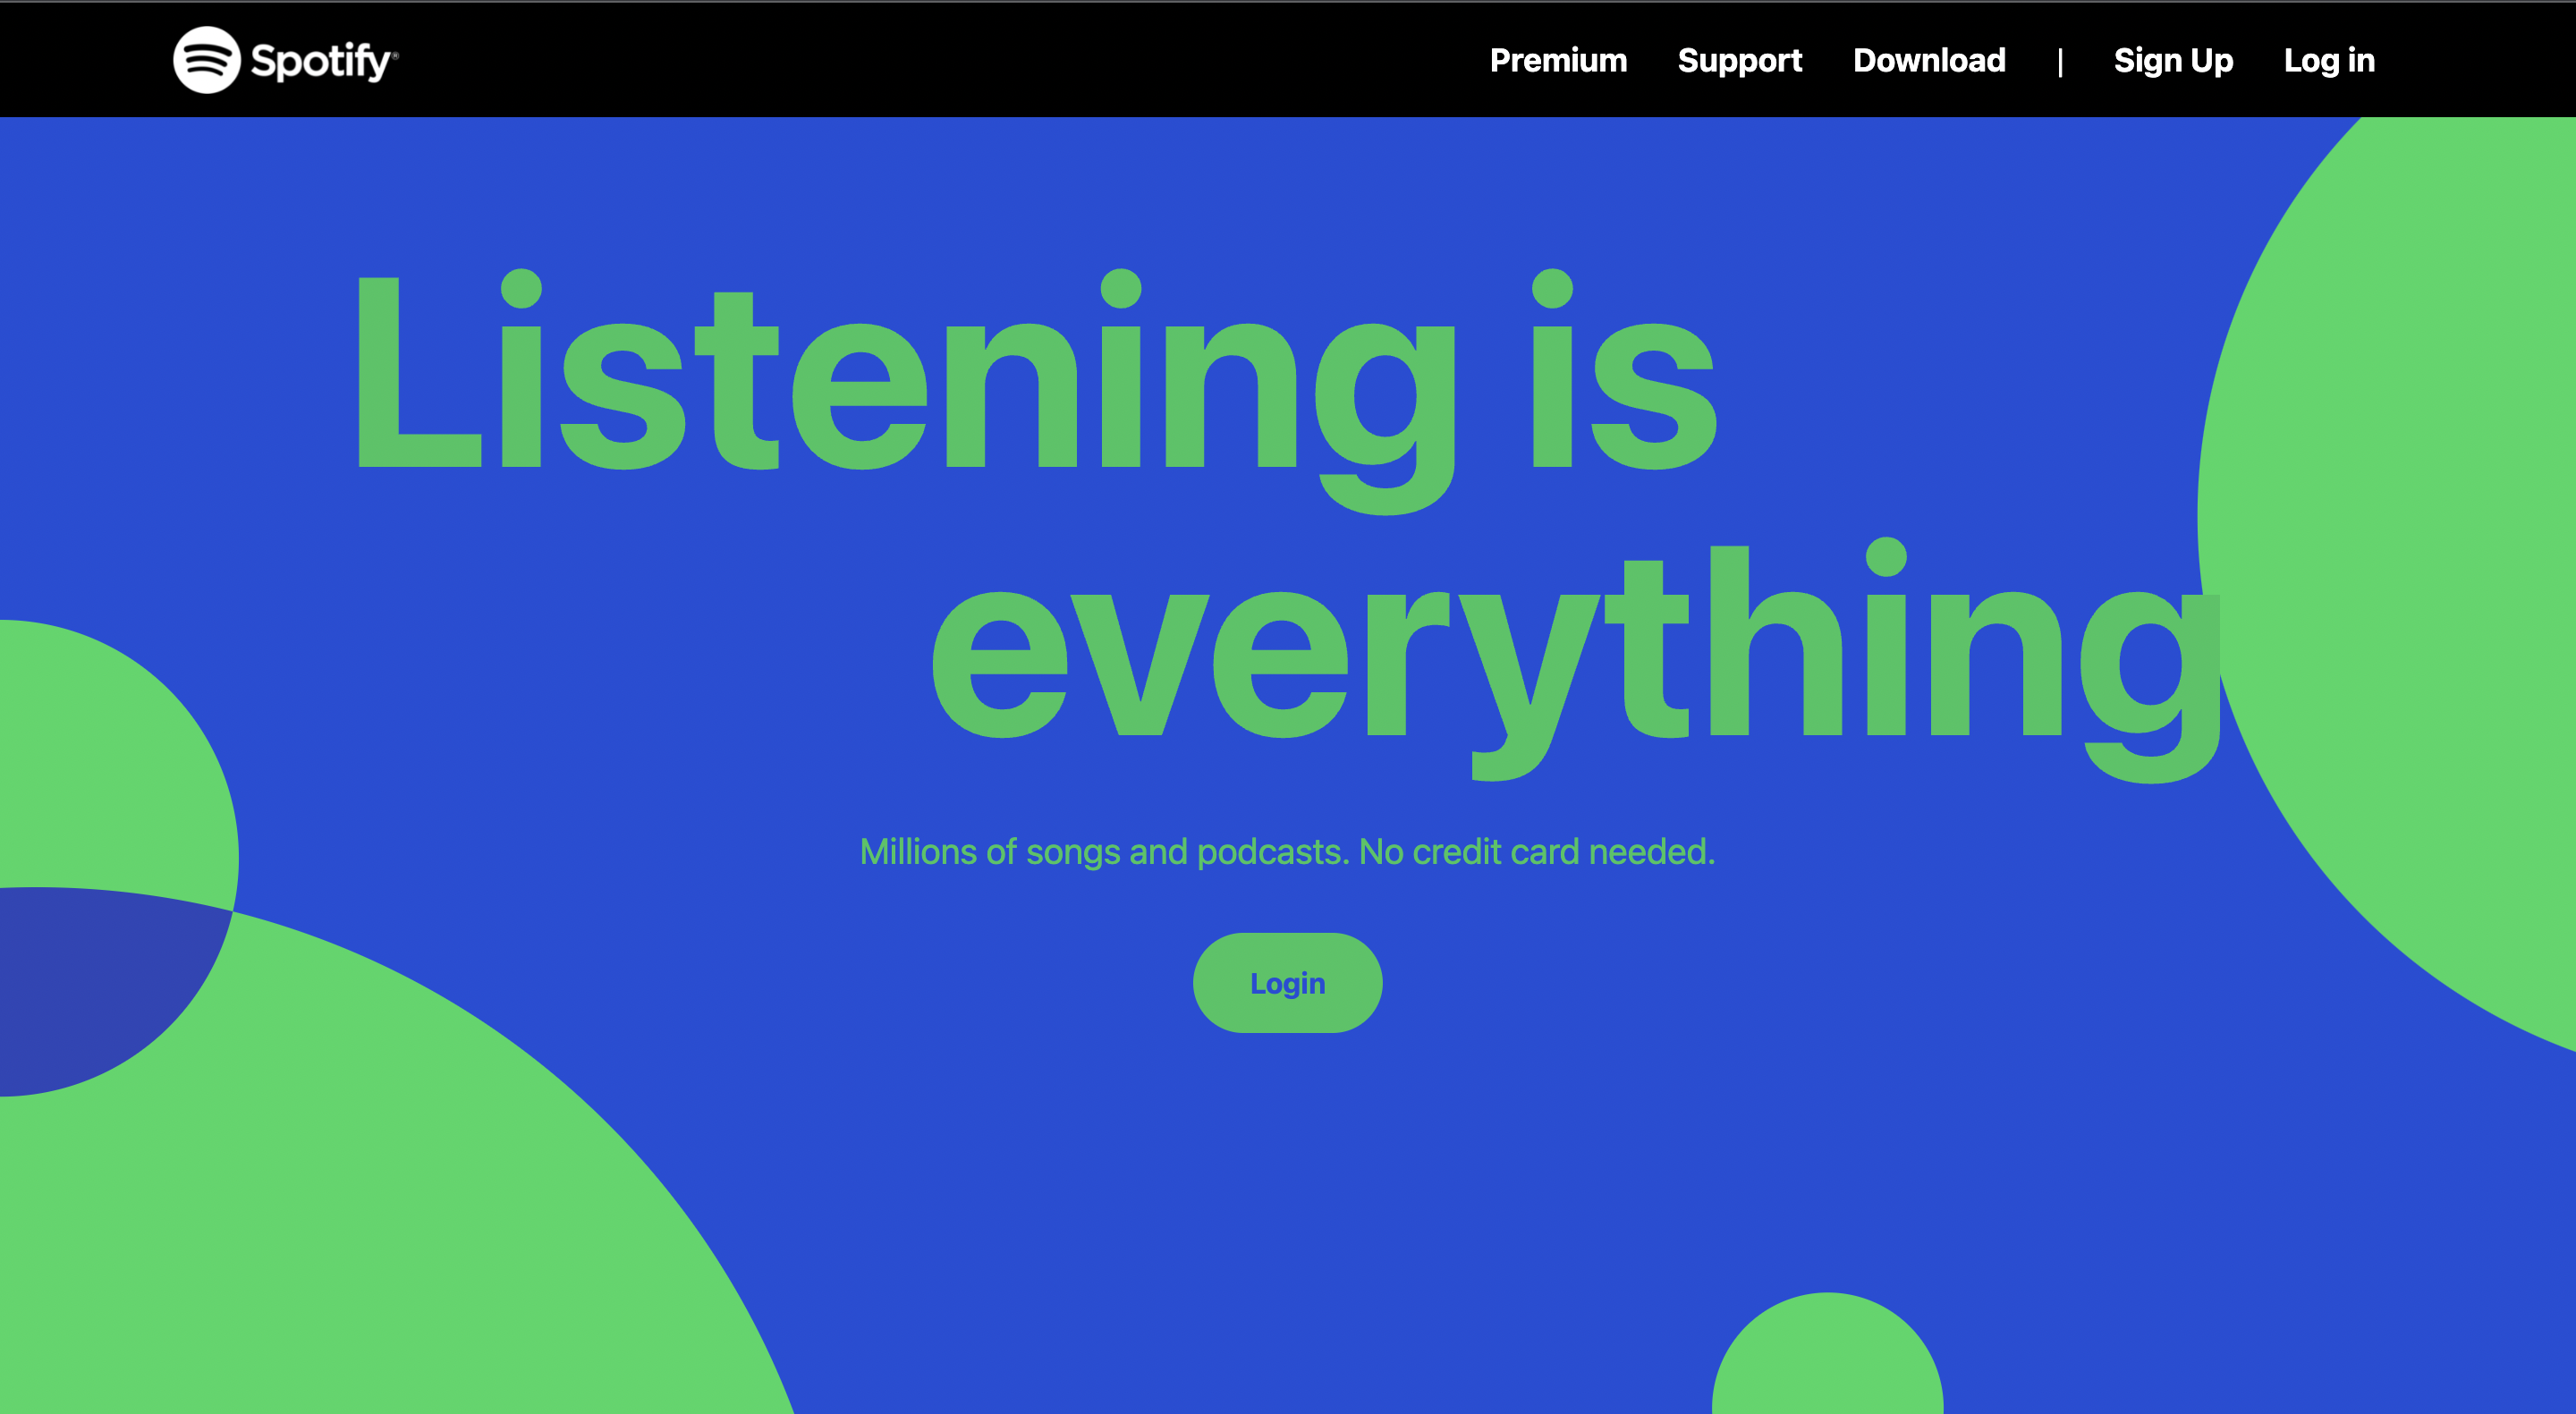 Spotify®
Premium Support Download | Sign Up Log in
Listening is
everything
Millions of songs and podcasts. No credit card needed.
Login